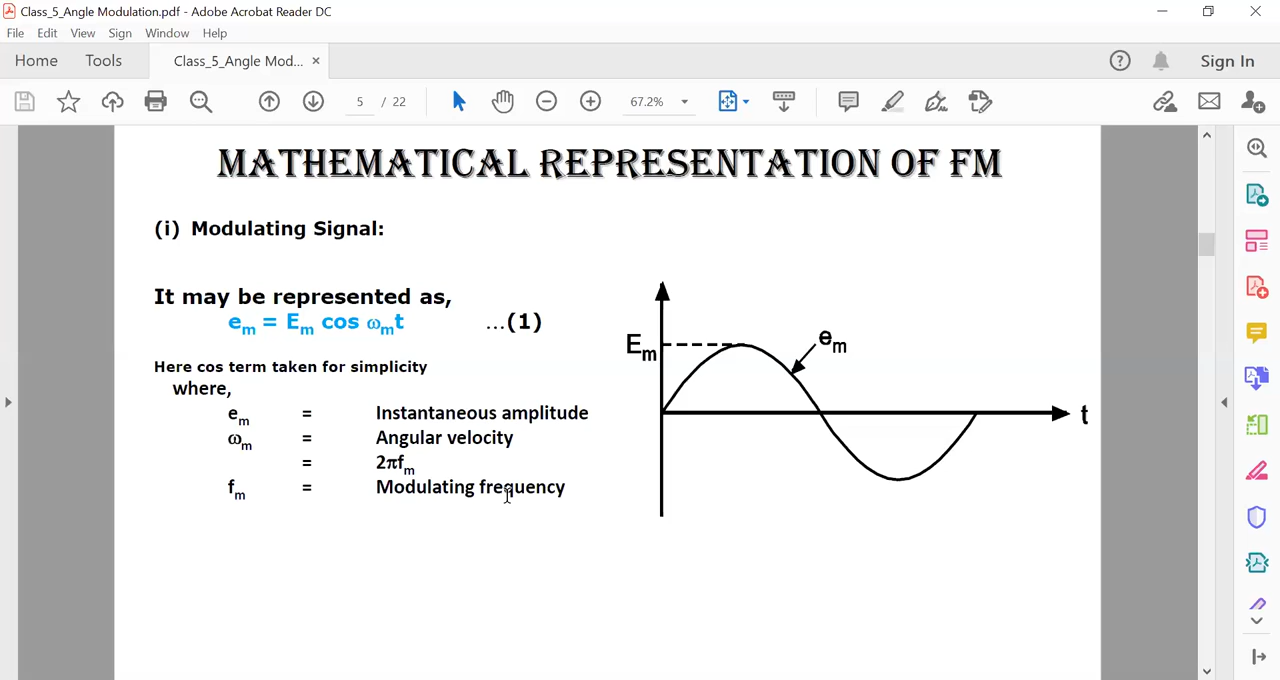 Class_5_Angle Modulation.pdf - Adobe Acrobat Reader DC
File Edit View Sign Window Help
Home Tools Class_5_Angle Mod... × Sign In
5 / 22 67.2%
MATHEMATICAL REPRESENTATION OF FM
(i) Modulating Signal:
It may be represented as,
eₘ = Eₘ cos ωₘt ...(1)
Here cos term taken for simplicity
where,
eₘ = Instantaneous amplitude
ωₘ = Angular velocity
= 2πfₘ
fₘ = Modulating frequency
Eₘ
eₘ
t